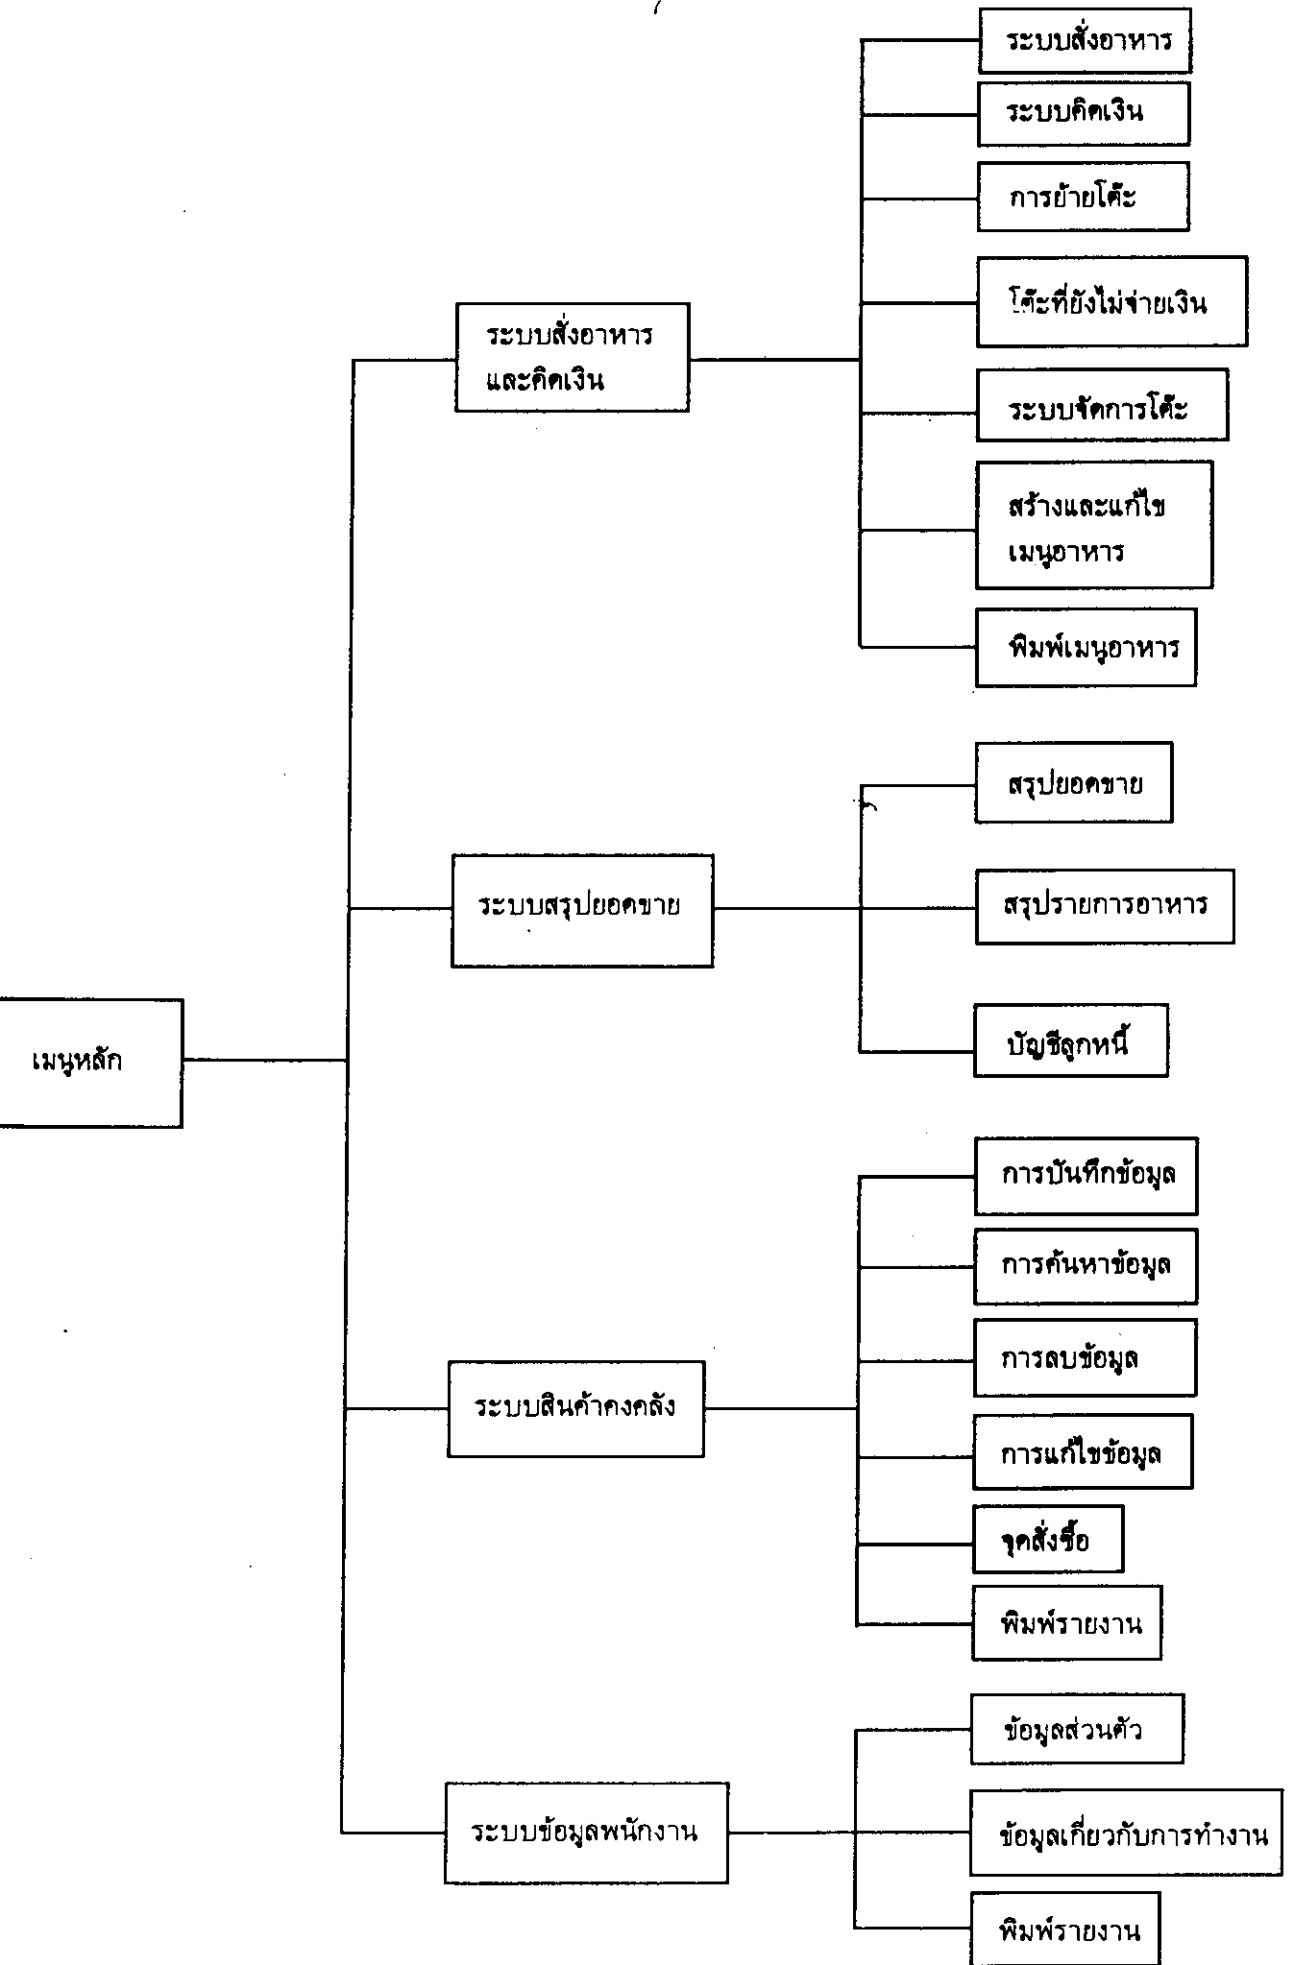 เมนูหลัก
ระบบสั่งอาหาร
และคิดเงิน
ระบบสั่งอาหาร
ระบบคิดเงิน
การย้ายโต๊ะ
โต๊ะที่ยังไม่จ่ายเงิน
ระบบจัดการโต๊ะ
สร้างและแก้ไข
เมนูอาหาร
พิมพ์เมนูอาหาร
ระบบสรุปยอดขาย
สรุปยอดขาย
สรุปรายการอาหาร
บัญชีลูกหนี้
ระบบสินค้าคงคลัง
การบันทึกข้อมูล
การค้นหาข้อมูล
การลบข้อมูล
การแก้ไขข้อมูล
จุดสั่งซื้อ
พิมพ์รายงาน
ระบบข้อมูลพนักงาน
ข้อมูลส่วนตัว
ข้อมูลเกี่ยวกับการทำงาน
พิมพ์รายงาน